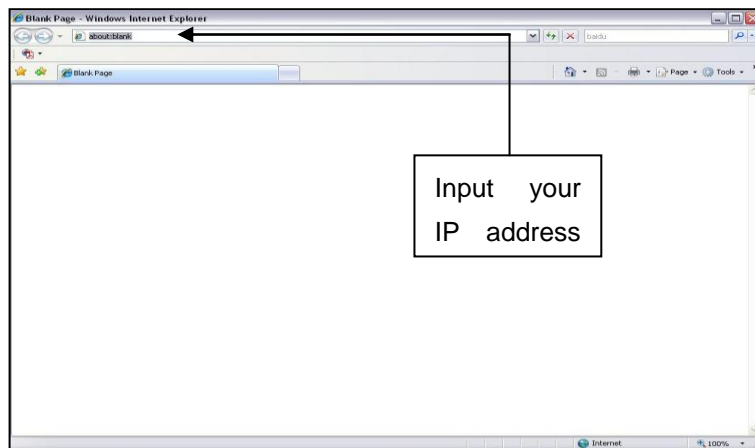 Blank Page - Windows Internet Explorer
about:blank
baidu
Blank Page
Page
Tools
Input your
IP address
Internet
100%